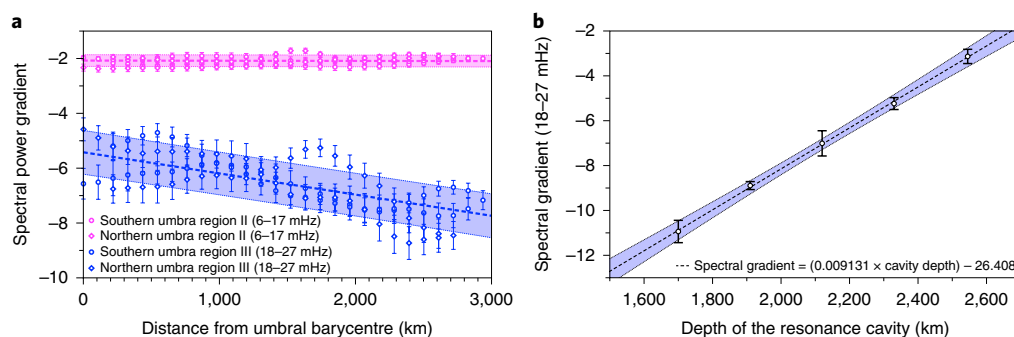 a
Spectral power gradient
−2
−4
−6
−8
−10
Southern umbra region II (6–17 mHz)
Northern umbra region II (6–17 mHz)
Southern umbra region III (18–27 mHz)
Northern umbra region III (18–27 mHz)
0 1,000 2,000 3,000
Distance from umbral barycentre (km)
b
Spectral gradient (18–27 mHz)
−2
−4
−6
−8
−10
−12
Spectral gradient = (0.009131 × cavity depth) − 26.408
1,500 1,800 2,000 2,200 2,400 2,600
Depth of the resonance cavity (km)